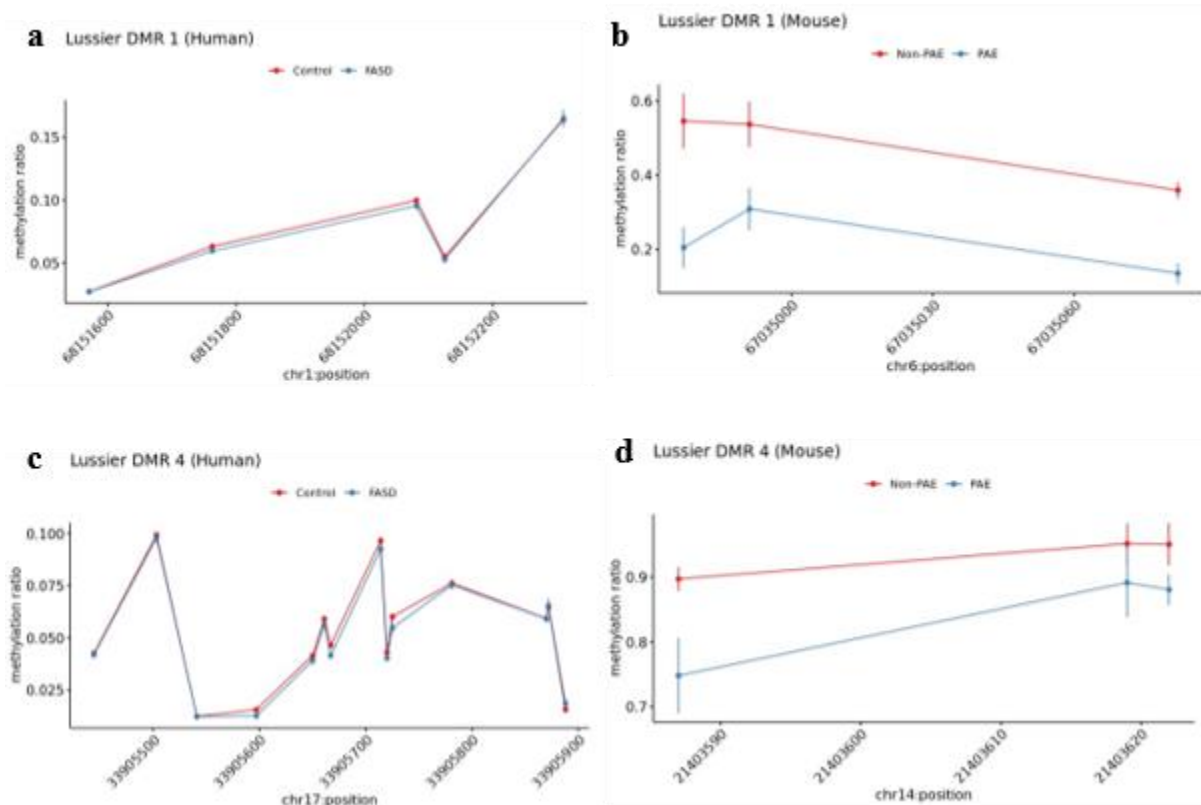 a Lussier DMR 1 (Human)
Control FASD
methylation ratio
0.15
0.10
0.05
68151600 68151800 68152000 68152200
chr1:position
b Lussier DMR 1 (Mouse)
Non-PAE PAE
methylation ratio
0.6
0.4
0.2
67035000 67035030 67035060
chr6:position
c Lussier DMR 4 (Human)
Control FASD
methylation ratio
0.100
0.075
0.050
0.025
33905500 33905600 33905700 33905800 33905900
chr17:position
d Lussier DMR 4 (Mouse)
Non-PAE PAE
methylation ratio
0.9
0.8
0.7
21403590 21403600 21403610 21403620
chr14:position